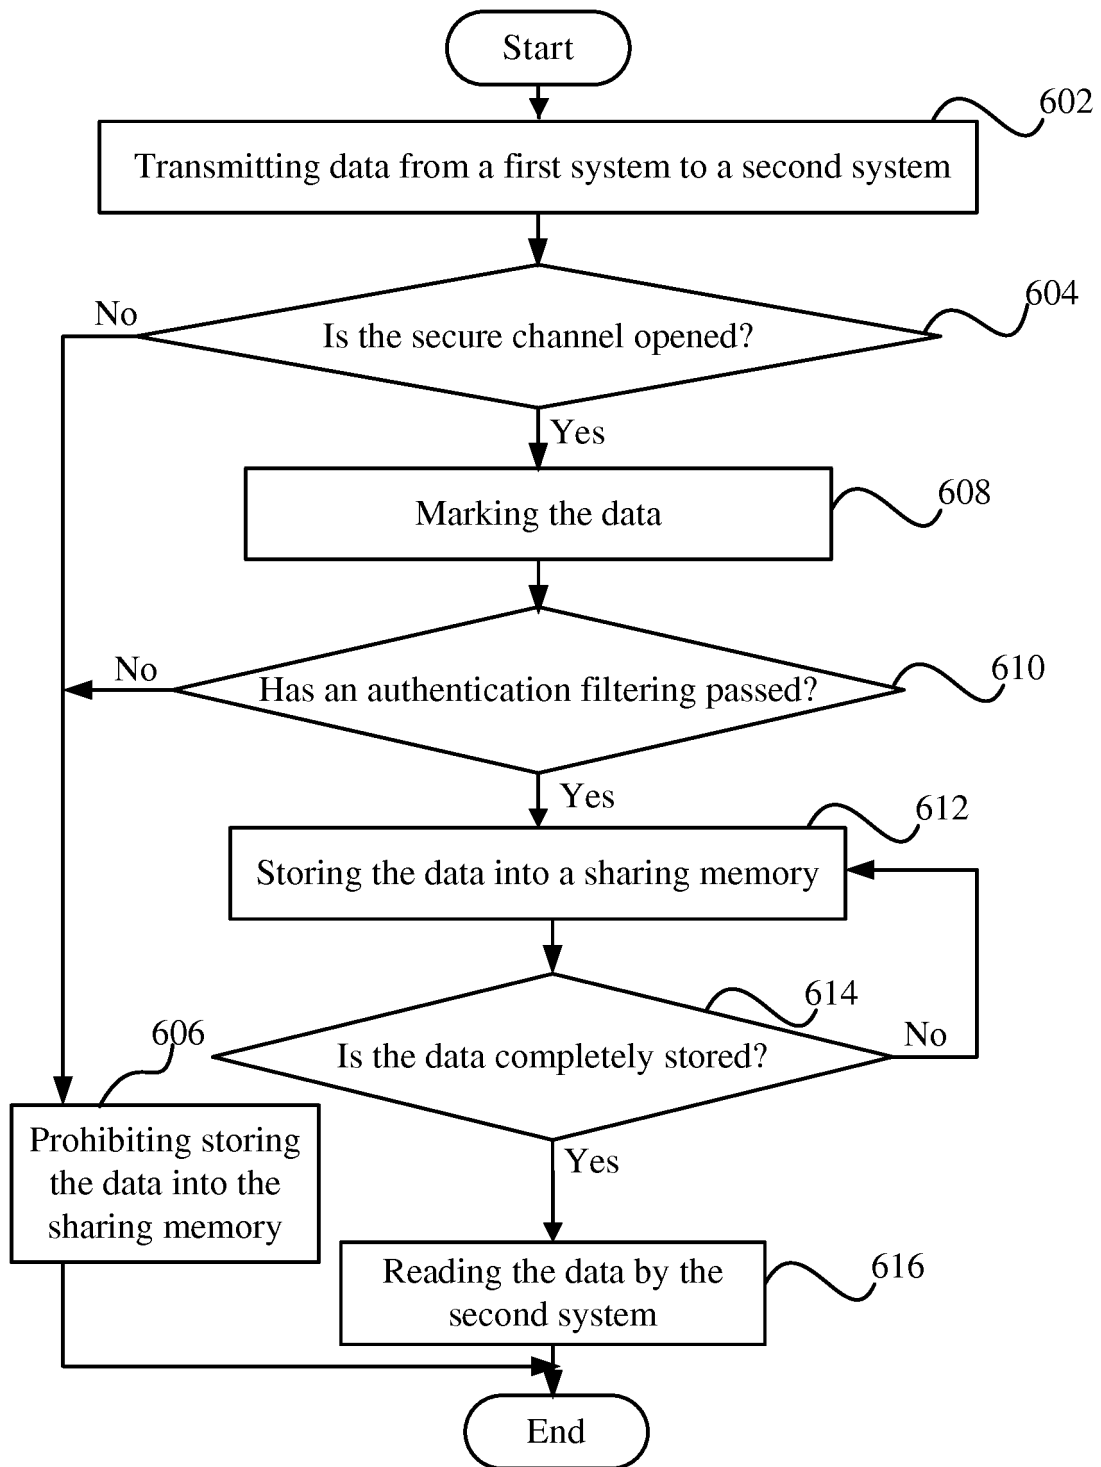 Start
602
Transmitting data from a first system to a second system
No
604
Is the secure channel opened?
Yes
608
Marking the data
No
610
Has an authentication filtering passed?
Yes
612
Storing the data into a sharing memory
614
606
No
Is the data completely stored?
Prohibiting storing
the data into the
sharing memory
Yes
616
Reading the data by the
second system
End